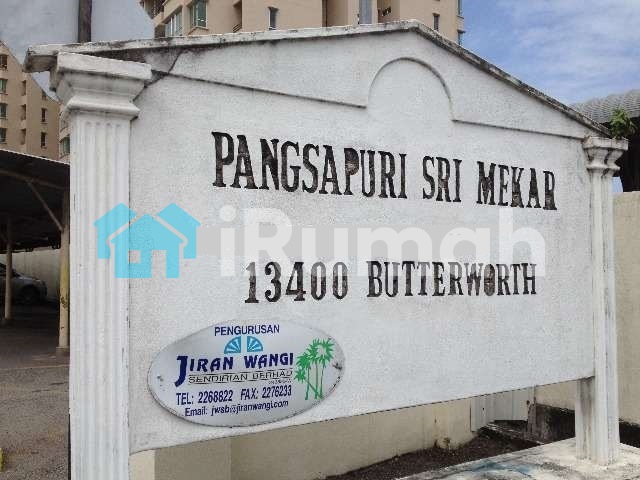 PANGSAPURI SRI MEKAR
iRumah
13400 BUTTERWORTH
PENGURUSAN
JIRAN WANGI
SENDIRIAN BERHAD
TEL: 2268822 FAX: 2276233
Email: jwsb@jiranwangi.com